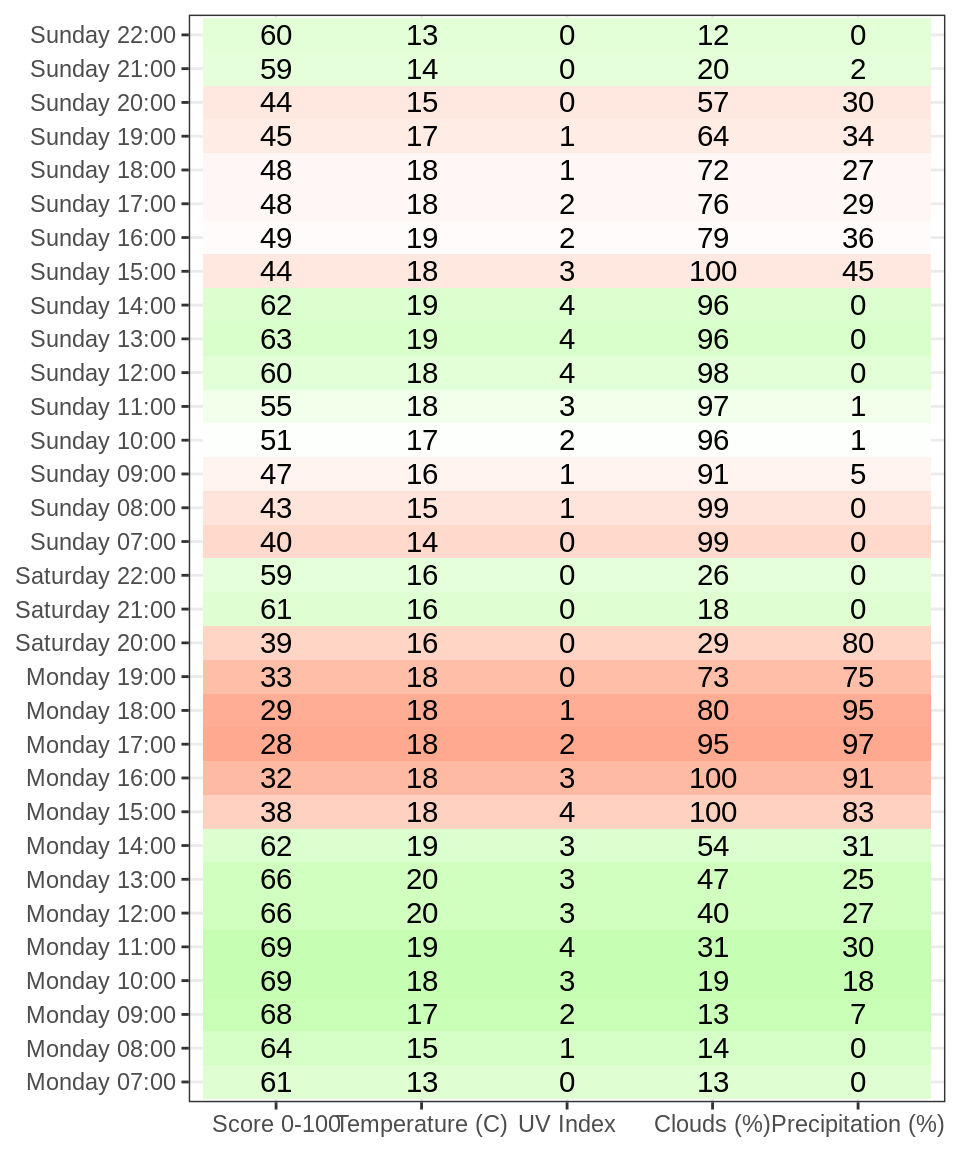 Sunday 22:00 60 13 0 12 0
Sunday 21:00 59 14 0 20 2
Sunday 20:00 44 15 0 57 30
Sunday 19:00 45 17 1 64 34
Sunday 18:00 48 18 1 72 27
Sunday 17:00 48 18 2 76 29
Sunday 16:00 49 19 2 79 36
Sunday 15:00 44 18 3 100 45
Sunday 14:00 62 19 4 96 0
Sunday 13:00 63 19 4 96 0
Sunday 12:00 60 18 4 98 0
Sunday 11:00 55 18 3 97 1
Sunday 10:00 51 17 2 96 1
Sunday 09:00 47 16 1 91 5
Sunday 08:00 43 15 1 99 0
Sunday 07:00 40 14 0 99 0
Saturday 22:00 59 16 0 26 0
Saturday 21:00 61 16 0 18 0
Saturday 20:00 39 16 0 29 80
Monday 19:00 33 18 0 73 75
Monday 18:00 29 18 1 80 95
Monday 17:00 28 18 2 95 97
Monday 16:00 32 18 3 100 91
Monday 15:00 38 18 4 100 83
Monday 14:00 62 19 3 54 31
Monday 13:00 66 20 3 47 25
Monday 12:00 66 20 3 40 27
Monday 11:00 69 19 4 31 30
Monday 10:00 69 18 3 19 18
Monday 09:00 68 17 2 13 7
Monday 08:00 64 15 1 14 0
Monday 07:00 61 13 0 13 0
Score 0-100 Temperature (C) UV Index Clouds (%) Precipitation (%)